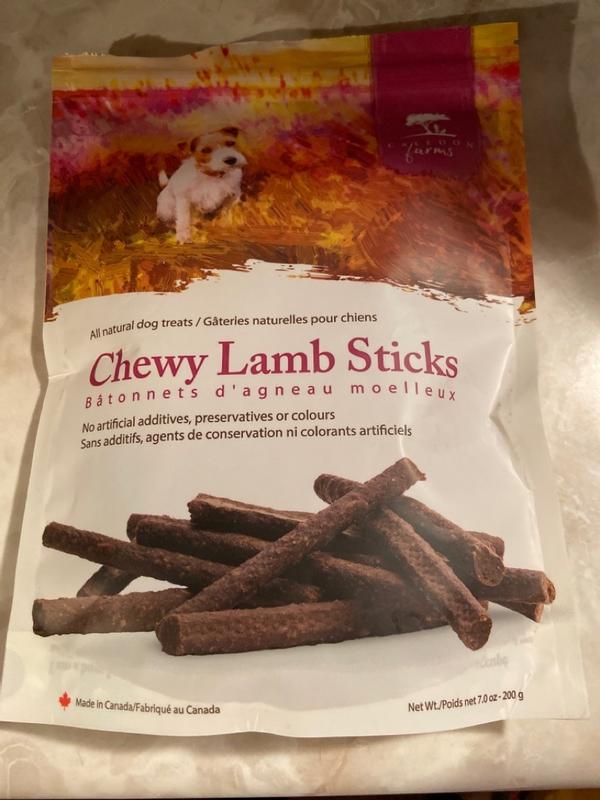 CALEDON
farms
All natural dog treats / Gâteries naturelles pour chiens
Chewy Lamb Sticks
Bâtonnets d'agneau moelleux
No artificial additives, preservatives or colours
Sans additifs, agents de conservation ni colorants artificiels
Made in Canada/Fabriqué au Canada
Net Wt./Poids net 7.0 oz - 200 g